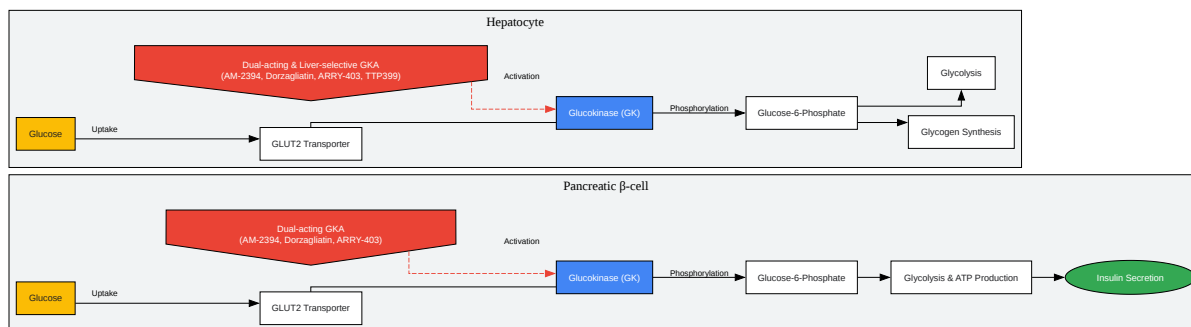 Hepatocyte
Dual-acting & Liver-selective GKA
(AM-2394, Dorzagliatin, ARRY-403, TTP399)
Activation
Glycolysis
Glucose
Uptake
GLUT2 Transporter
Glucokinase (GK)
Phosphorylation
Glucose-6-Phosphate
Glycogen Synthesis
Pancreatic β-cell
Dual-acting GKA
(AM-2394, Dorzagliatin, ARRY-403)
Activation
Glucose
Uptake
GLUT2 Transporter
Glucokinase (GK)
Phosphorylation
Glucose-6-Phosphate
Glycolysis & ATP Production
Insulin Secretion